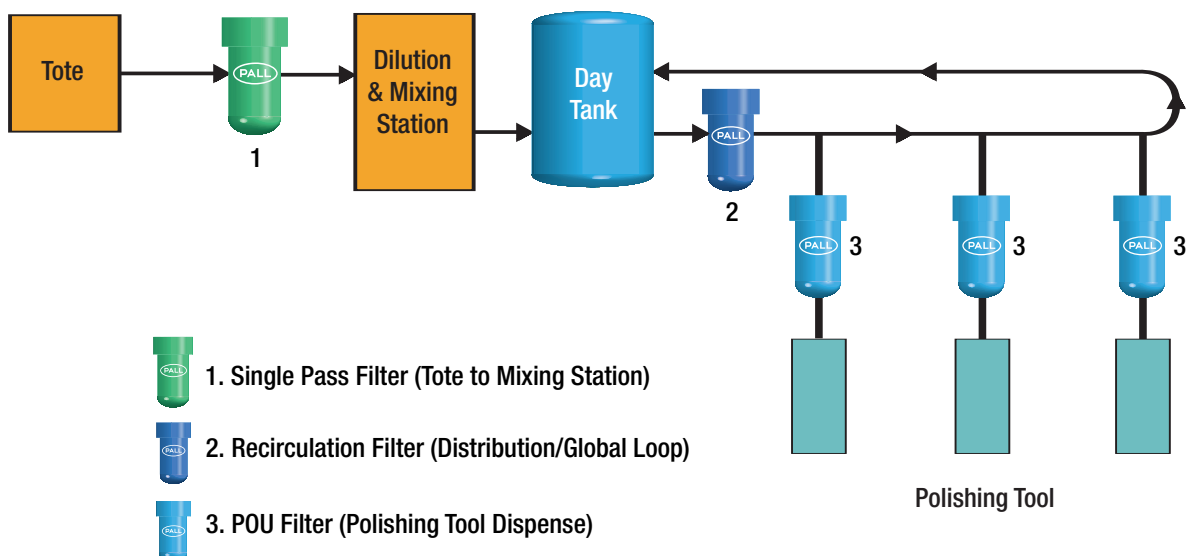 Tote
PALL
1
Dilution
& Mixing
Station
Day
Tank
PALL
2
PALL
3
PALL
3
PALL
3
Polishing Tool
PALL
1. Single Pass Filter (Tote to Mixing Station)
PALL
2. Recirculation Filter (Distribution/Global Loop)
PALL
3. POU Filter (Polishing Tool Dispense)